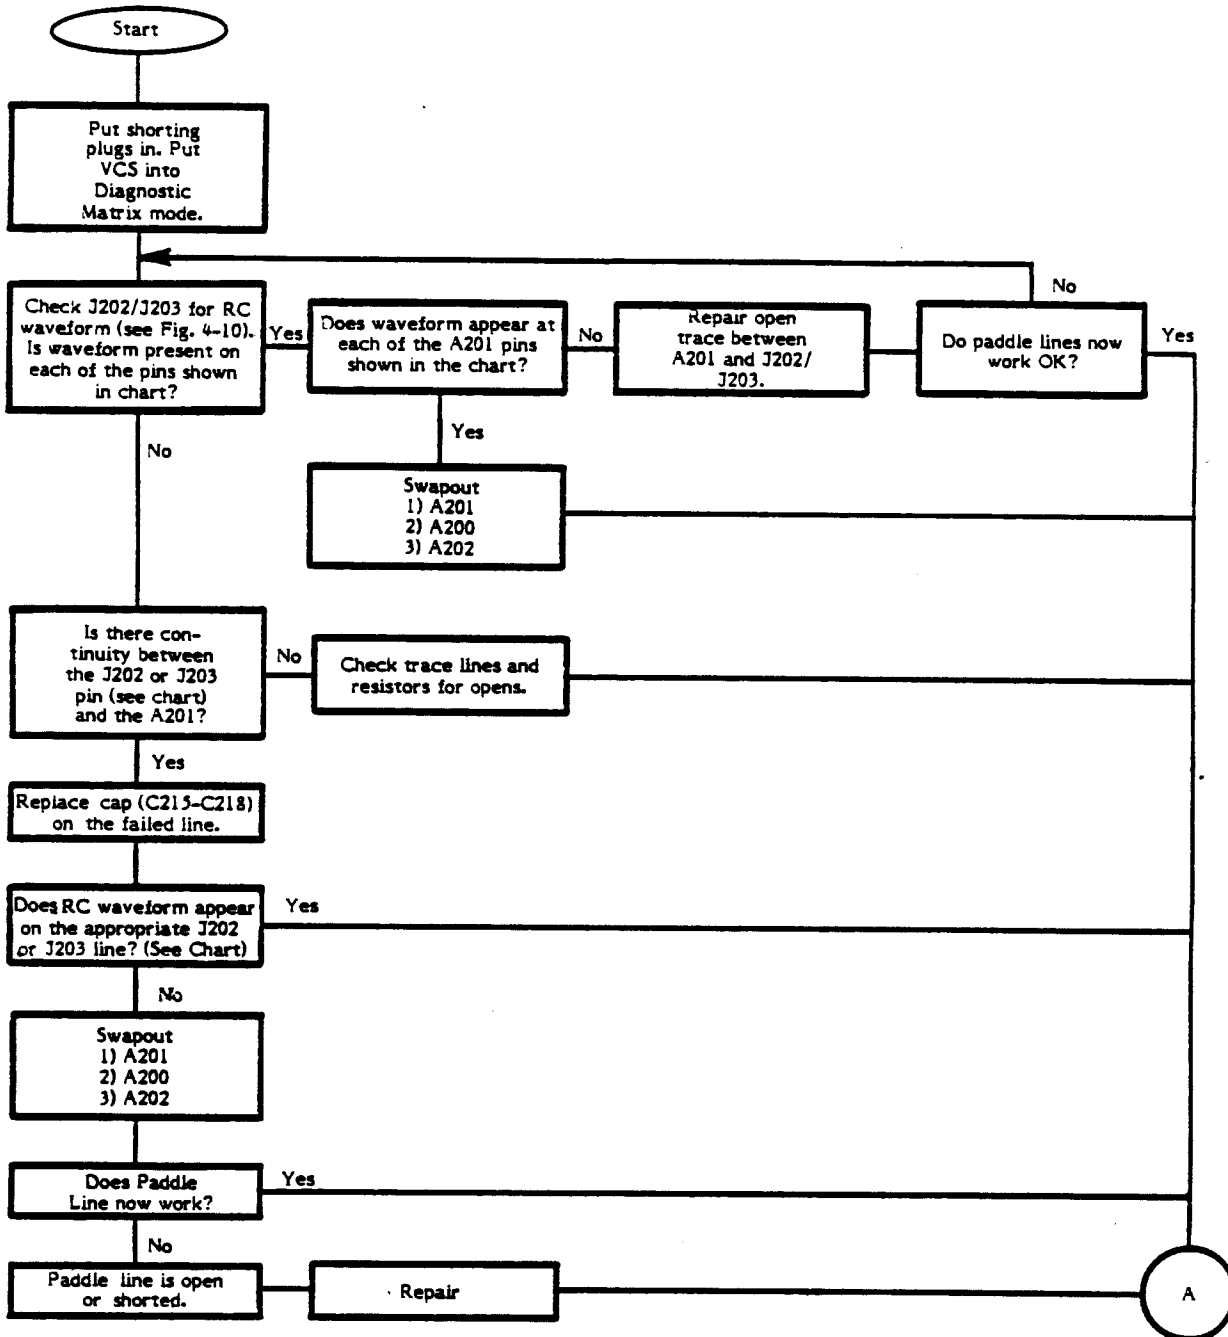 Start
Put shorting
plugs in. Put
VCS into
Diagnostic
Matrix mode.
Check J202/J203 for RC
waveform (see Fig. 4-10).
Is waveform present on
each of the pins shown
in chart?
Yes
Does waveform appear at
each of the A201 pins
shown in the chart?
No
Repair open
trace between
A201 and J202/
J203.
Do paddle lines now
work OK?
No
Yes
No
Yes
Swapout
1) A201
2) A200
3) A202
Is there con-
tinuity between
the J202 or J203
pin (see chart)
and the A201?
No
Check trace lines and
resistors for opens.
Yes
Replace cap (C215-C218)
on the failed line.
Does RC waveform appear
on the appropriate J202
or J203 line? (See Chart)
Yes
No
Swapout
1) A201
2) A200
3) A202
Does Paddle
Line now work?
Yes
No
Paddle line is open
or shorted.
Repair
A